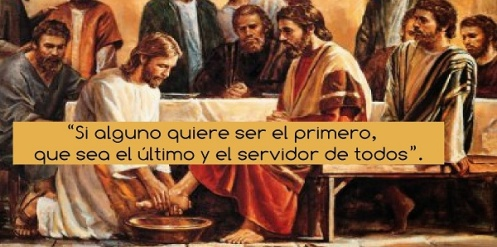 “Si alguno quiere ser el primero,
que sea el último y el servidor de todos”.